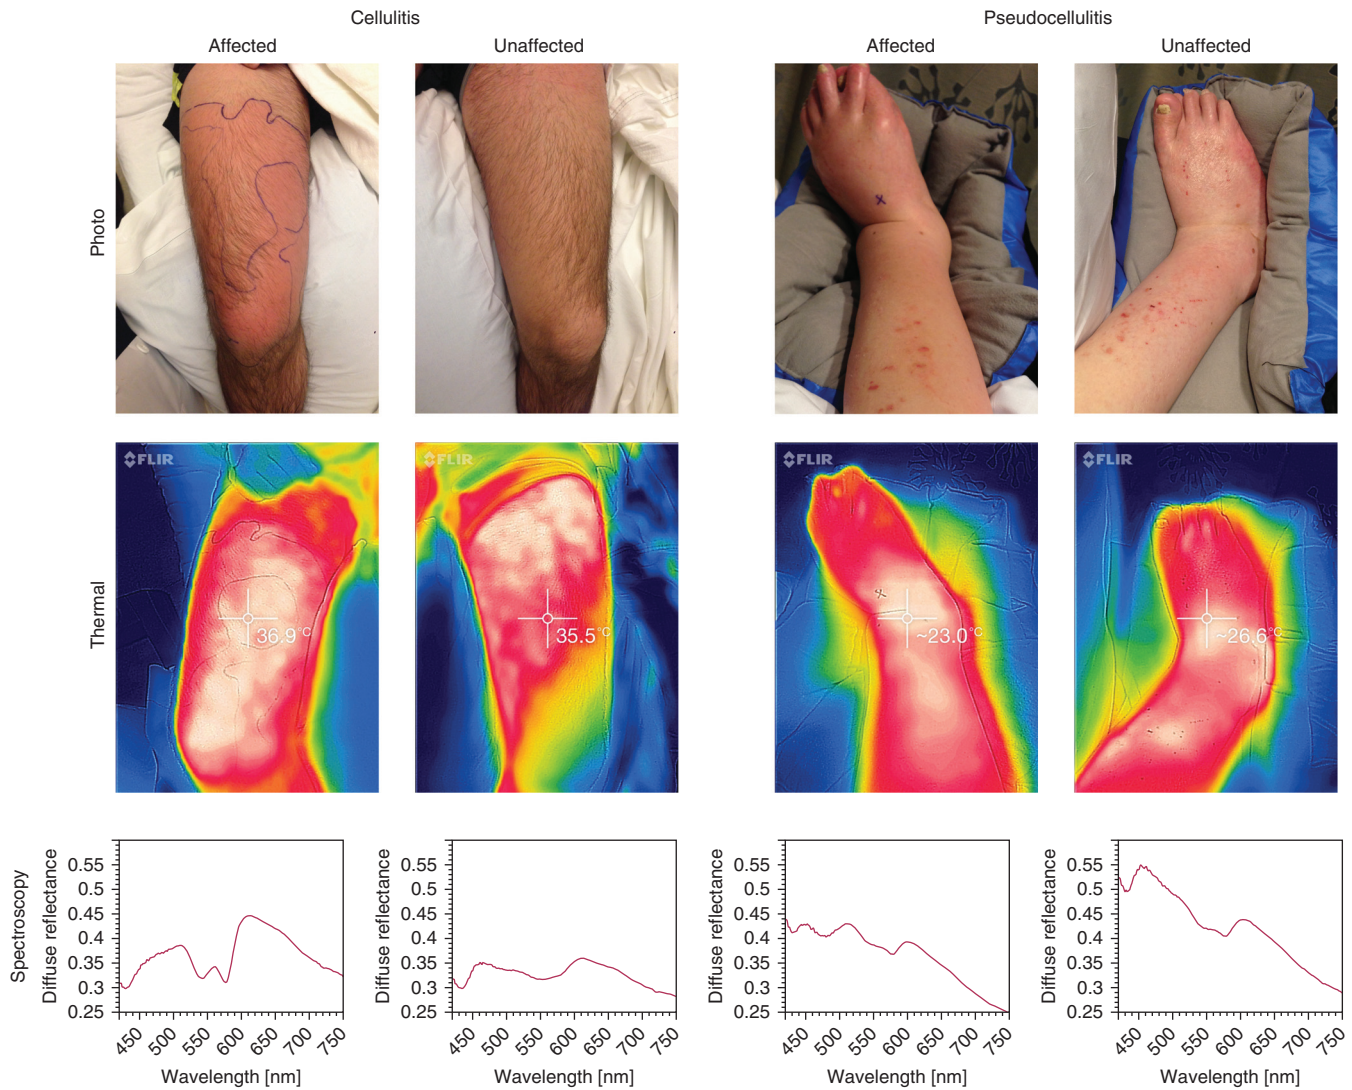 Cellulitis
Pseudocellulitis
Affected
Unaffected
Affected
Unaffected
Photo
x
Thermal
FLIR
36.9°C
FLIR
35.5°C
FLIR
x
~23.0°C
FLIR
~26.6°C
Spectroscopy
Diffuse reflectance
0.55
0.5
0.45
0.4
0.35
0.3
0.25
450 500 550 600 650 700 750
Wavelength [nm]
Diffuse reflectance
0.55
0.5
0.45
0.4
0.35
0.3
0.25
450 500 550 600 650 700 750
Wavelength [nm]
Diffuse reflectance
0.55
0.5
0.45
0.4
0.35
0.3
0.25
450 500 550 600 650 700 750
Wavelength [nm]
Diffuse reflectance
0.55
0.5
0.45
0.4
0.35
0.3
0.25
450 500 550 600 650 700 750
Wavelength [nm]